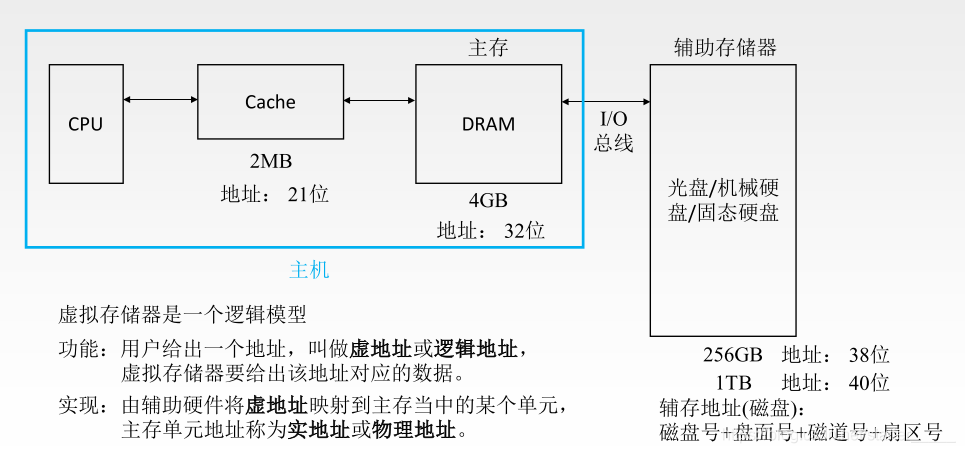 主存
辅助存储器
CPU
Cache
DRAM
I/O
总线
2MB
地址： 21位
4GB
地址： 32位
光盘/机械硬
盘/固态硬盘
主机
虚拟存储器是一个逻辑模型
功能：用户给出一个地址，叫做虚地址或逻辑地址，
虚拟存储器要给出该地址对应的数据。
实现：由辅助硬件将虚地址映射到主存当中的某个单元，
主存单元地址称为实地址或物理地址。
256GB 地址： 38位
1TB 地址： 40位
辅存地址(磁盘)：
磁盘号+盘面号+磁道号+扇区号